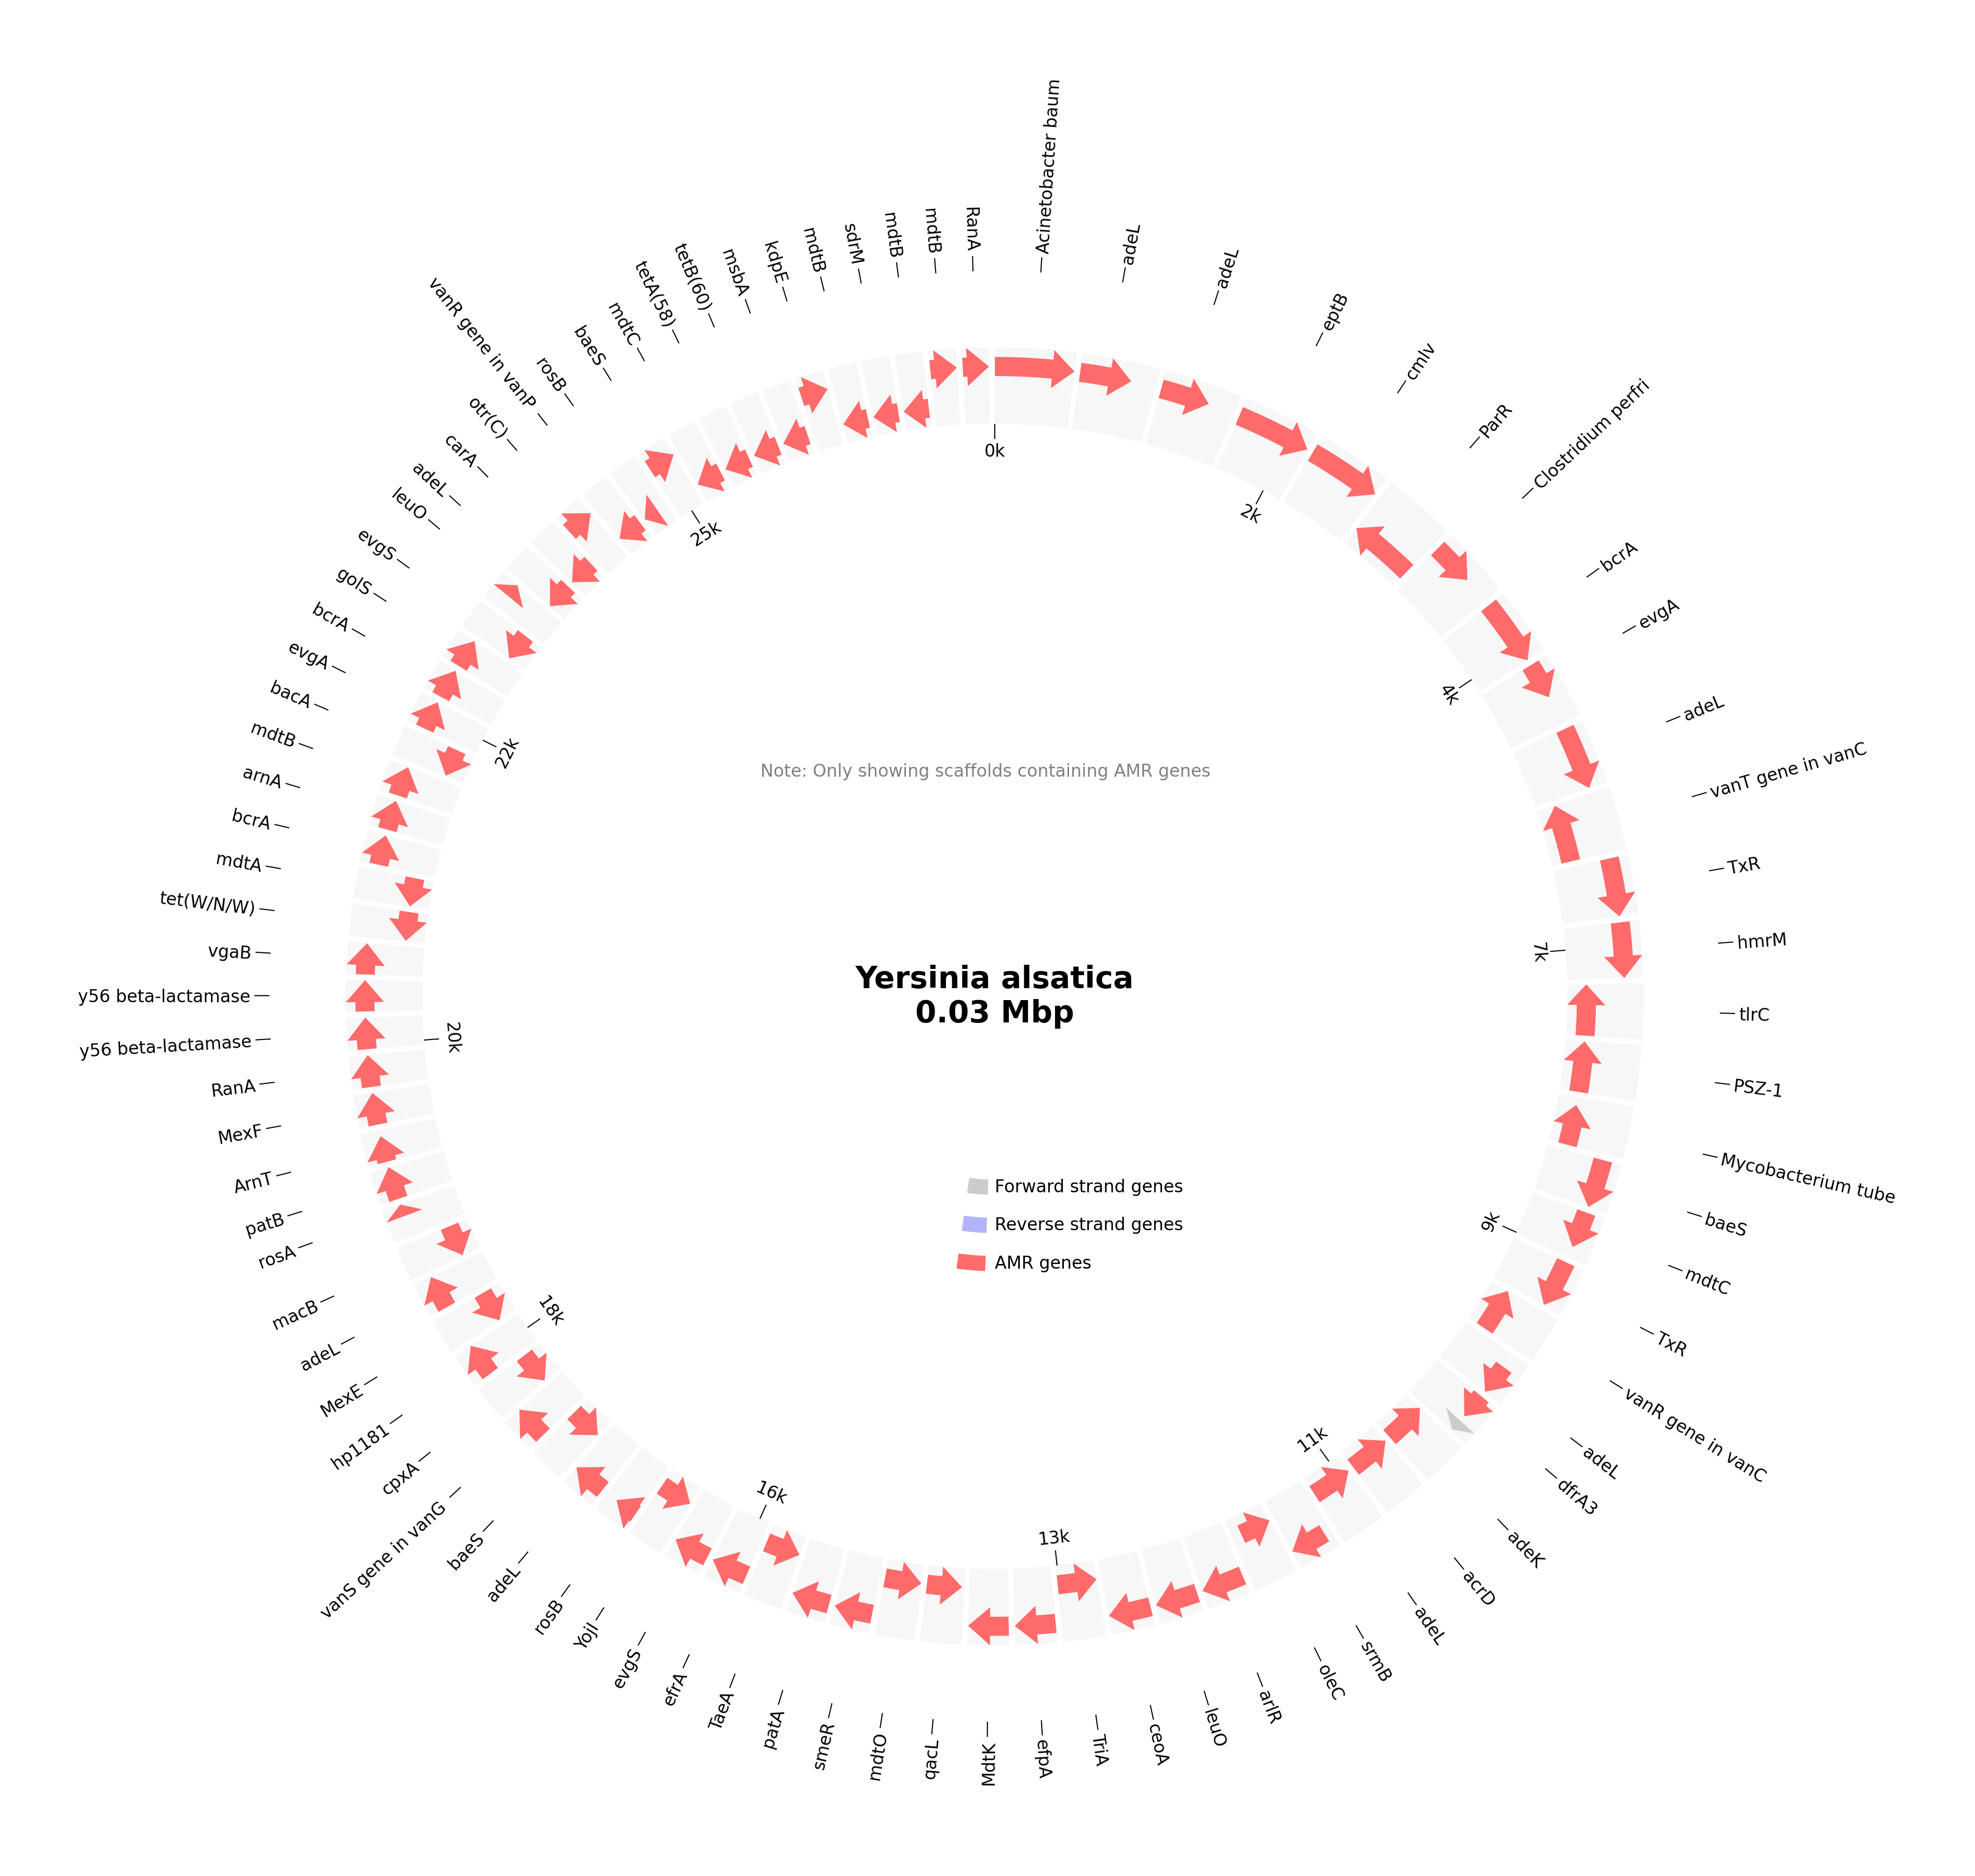 Acinetobacter baum
adeL
adeL
eptB
cmlv
ParR
Clostridium perfri
bcrA
evgA
adeL
vanT gene in vanC
TxR
hmrM
tlrC
PSZ-1
Mycobacterium tube
baeS
mdtC
TxR
vanR gene in vanC
adeL
dfrA3
adeK
acrD
adeL
srmB
oleC
arlR
leuO
ceoA
TriA
efpA
MdtK
qacL
mdtO
smeR
patA
TaeA
efrA
evgS
YojI
rosB
adeL
baeS
vanS gene in vanG
cpxA
hp1181
MexE
adeL
macB
rosA
patB
ArnT
MexF
RanA
y56 beta-lactamase
y56 beta-lactamase
vgaB
tet(W/N/W)
mdtA
bcrA
arnA
mdtB
bacA
evgA
bcrA
golS
evgS
leuO
adeL
carA
otr(C)
vanR gene in vanP
rosB
baeS
mdtC
tetA(58)
tetB(60)
msbA
kdpE
mdtB
sdrM
mdtB
mdtB
RanA
0k
2k
4k
7k
9k
11k
13k
16k
18k
20k
22k
25k
Note: Only showing scaffolds containing AMR genes
Yersinia alsatica
0.03 Mbp
Forward strand genes
Reverse strand genes
AMR genes